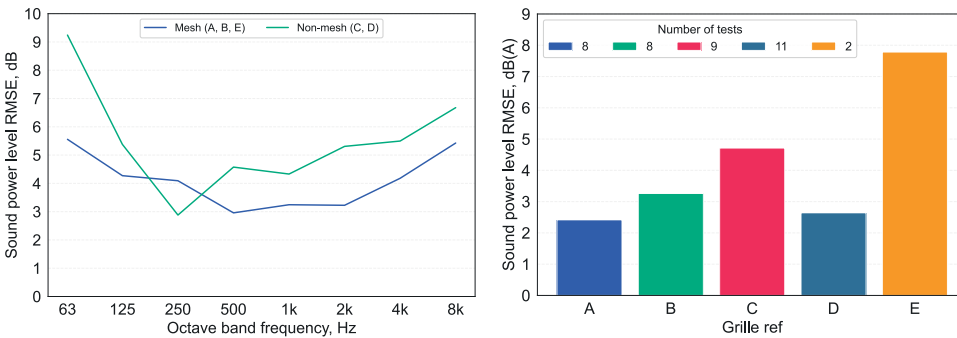 Mesh (A, B, E) Non-mesh (C, D)
Sound power level RMSE, dB
10
9
8
7
6
5
4
3
2
1
0
63 125 250 500 1k 2k 4k 8k
Octave band frequency, Hz
Number of tests
8 8 9 11 2
Sound power level RMSE, dB(A)
9
8
7
6
5
4
3
2
1
0
A B C D E
Grille ref